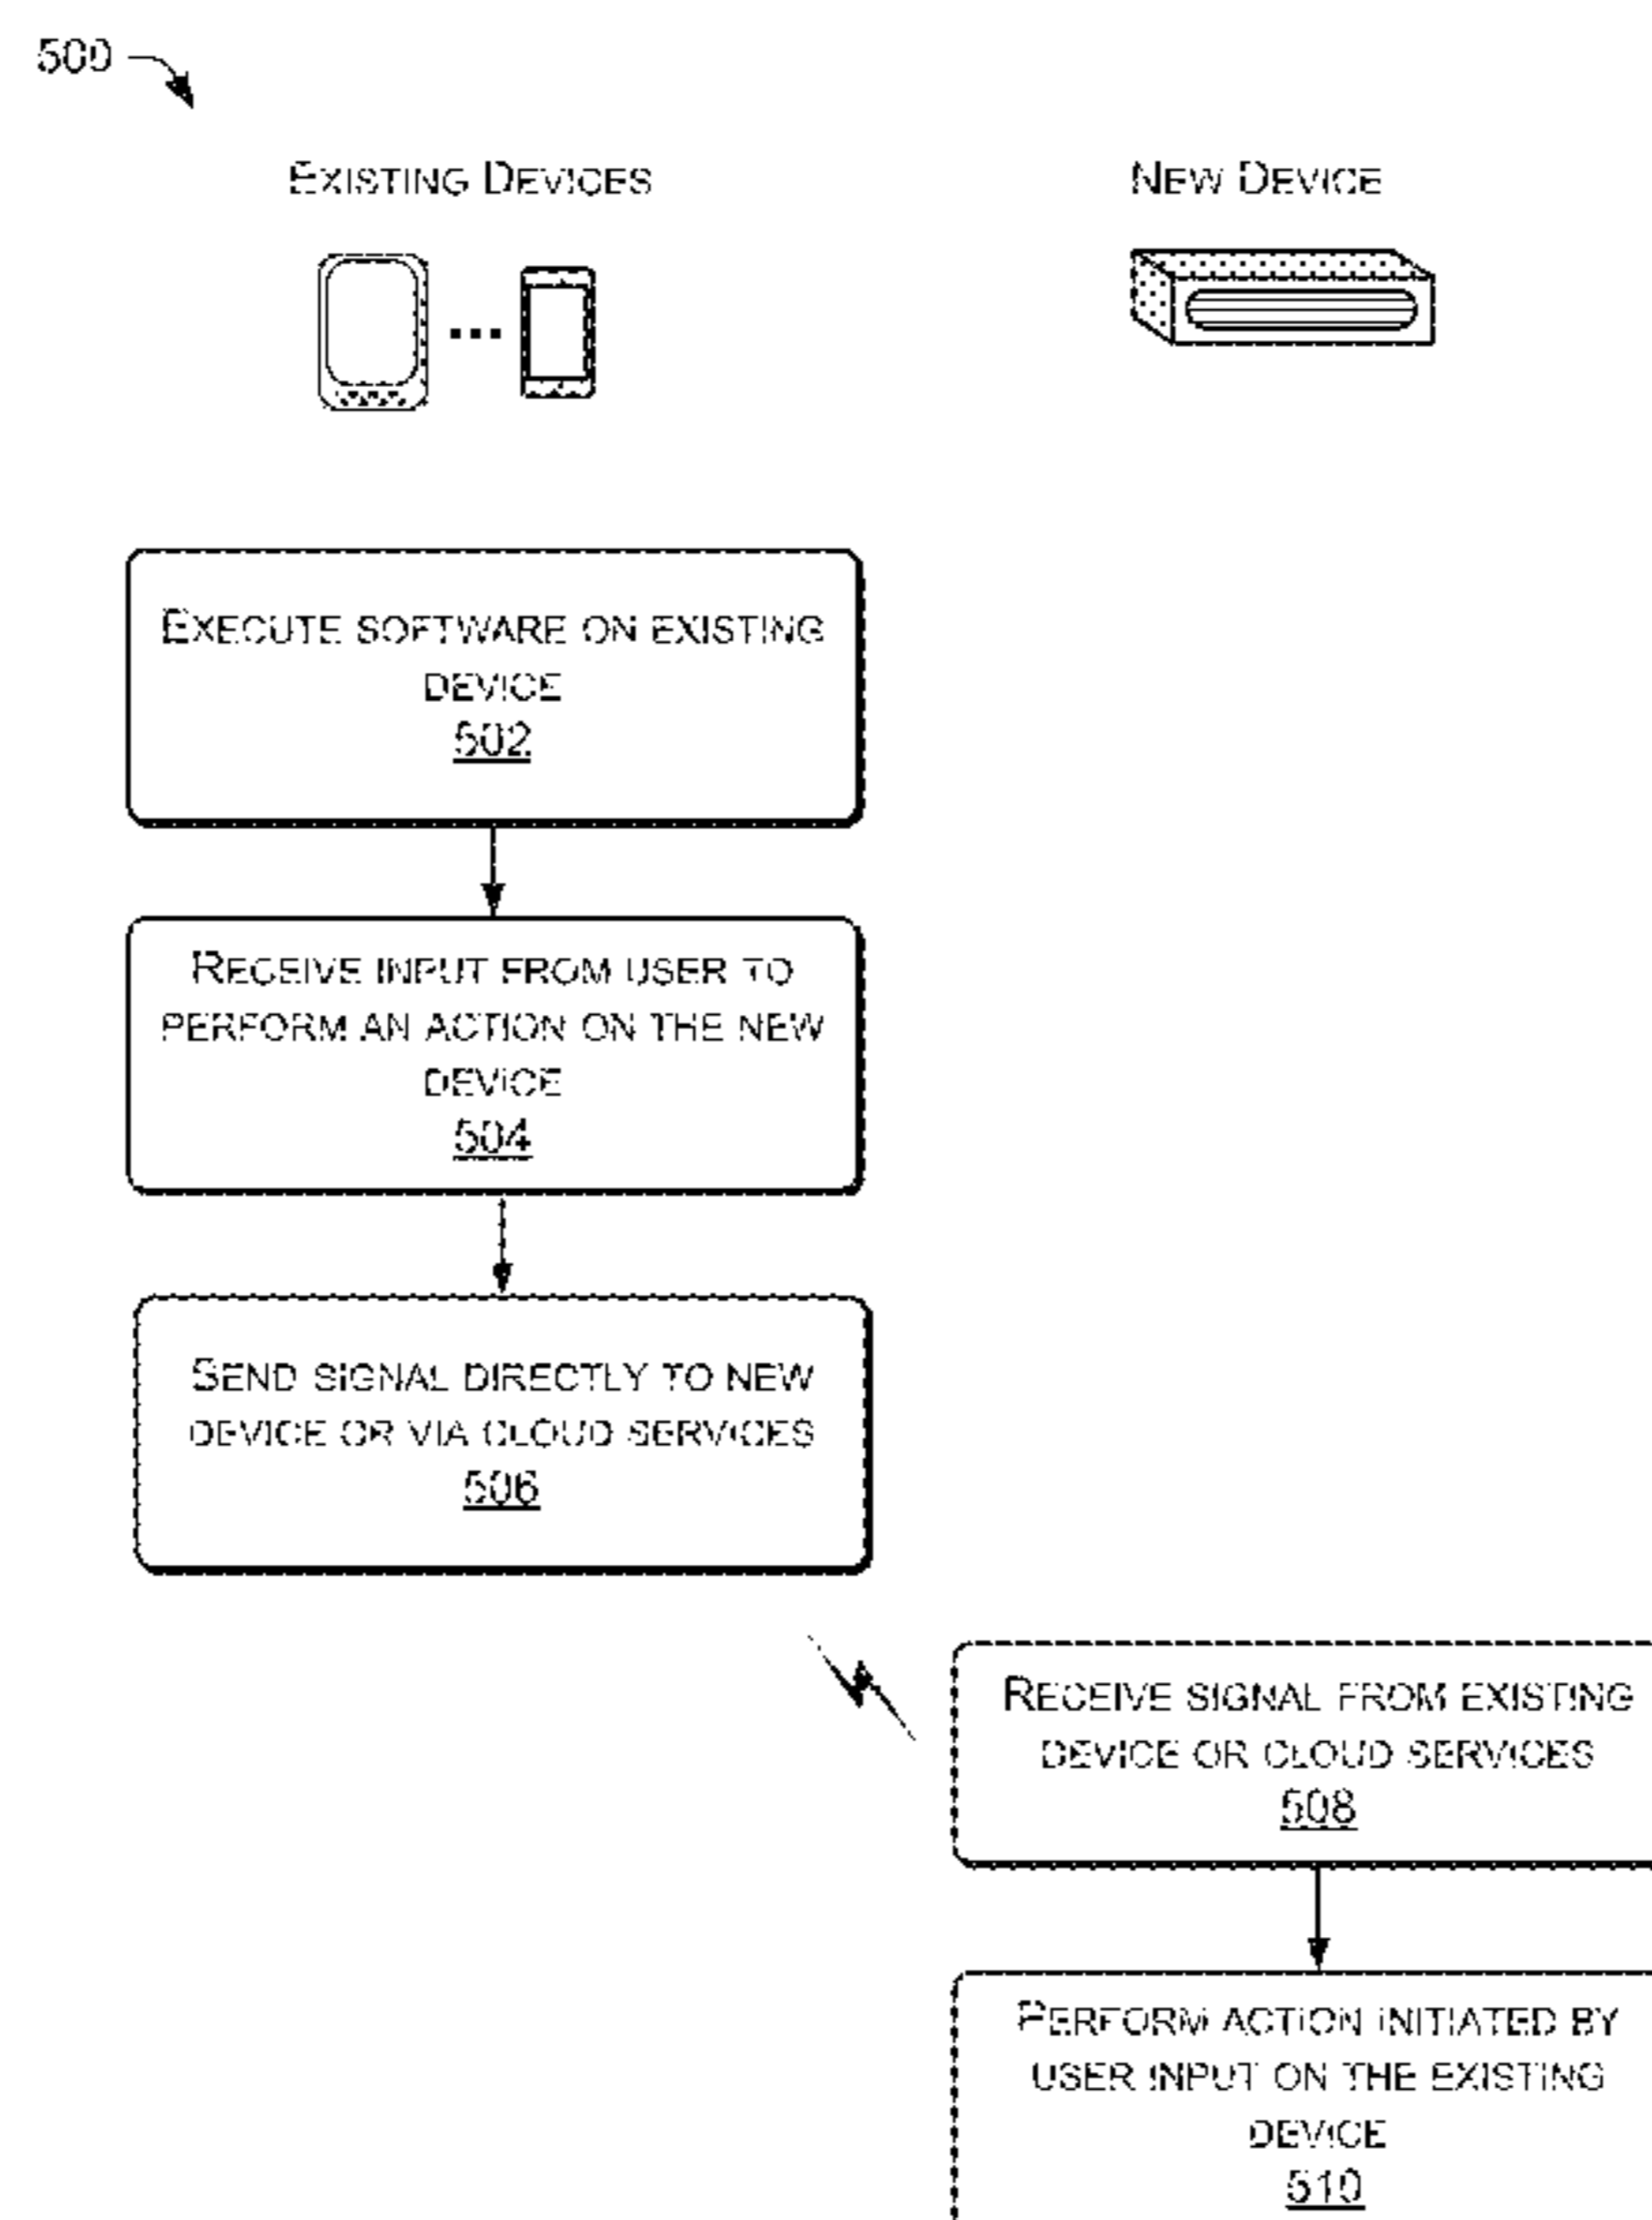 500
EXISTING DEVICES
NEW DEVICE
EXECUTE SOFTWARE ON EXISTING
DEVICE
502
RECEIVE INPUT FROM USER TO
PERFORM AN ACTION ON THE NEW
DEVICE
504
SEND SIGNAL DIRECTLY TO NEW
DEVICE OR VIA CLOUD SERVICES
506
RECEIVE SIGNAL FROM EXISTING
DEVICE OR CLOUD SERVICES
508
PERFORM ACTION INITIATED BY
USER INPUT ON THE EXISTING
DEVICE
510